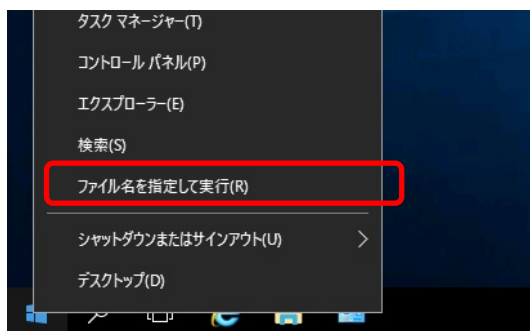 タスク マネージャー(T)
コントロール パネル(P)
エクスプローラー(E)
検索(S)
ファイル名を指定して実行(R)
シャットダウンまたはサインアウト(U)
デスクトップ(D)